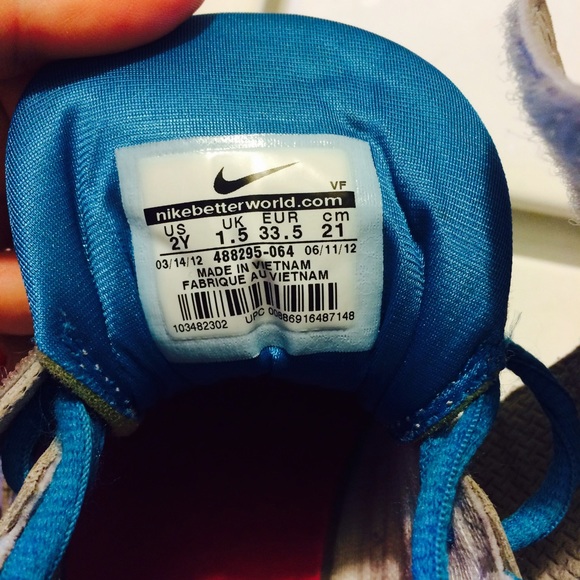 VF
nikebetterworld.com
US UK EUR cm
2Y 1.5 33.5 21
03/14/12 488295-064 06/11/12
MADE IN VIETNAM
FABRIQUE AU VIETNAM
103482302 UPC 00886916487148